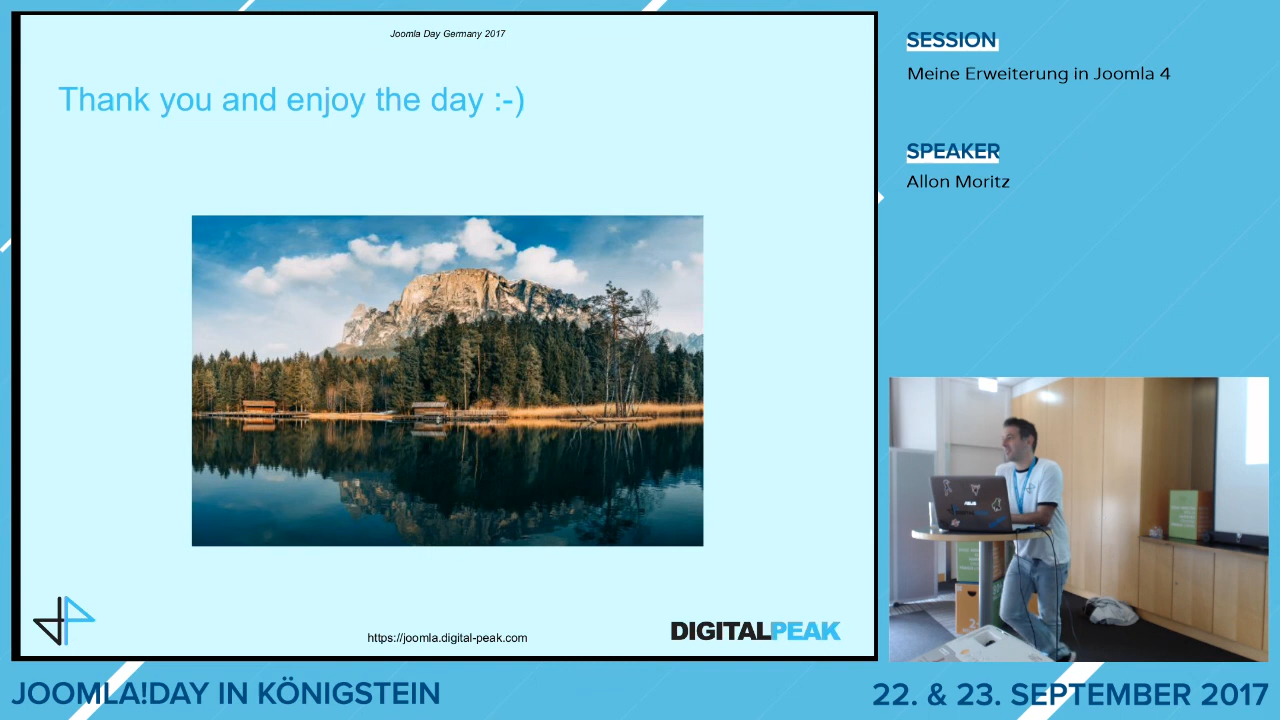 Joomla Day Germany 2017
Thank you and enjoy the day :-)
https://joomla.digital-peak.com
DIGITALPEAK
SESSION
Meine Erweiterung in Joomla 4
SPEAKER
Allon Moritz
ASUS
JOOMLA!DAY IN KÖNIGSTEIN
22. & 23. SEPTEMBER 2017